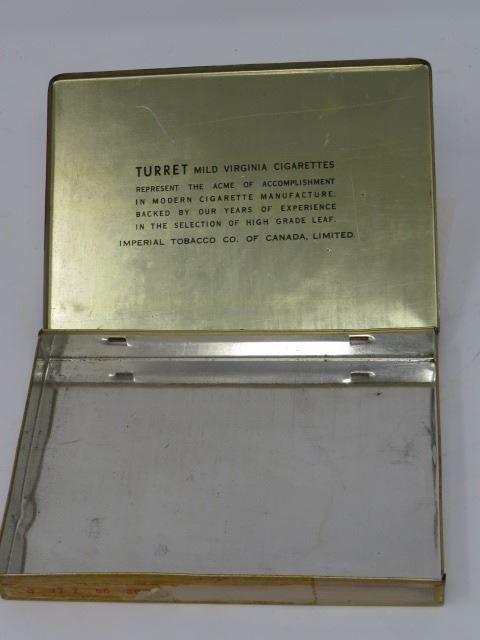 TURRET MILD VIRGINIA CIGARETTES
REPRESENT THE ACME OF ACCOMPLISHMENT
IN MODERN CIGARETTE MANUFACTURE;
BACKED BY OUR YEARS OF EXPERIENCE
IN THE SELECTION OF HIGH GRADE LEAF.
IMPERIAL TOBACCO CO. OF CANADA, LIMITED.